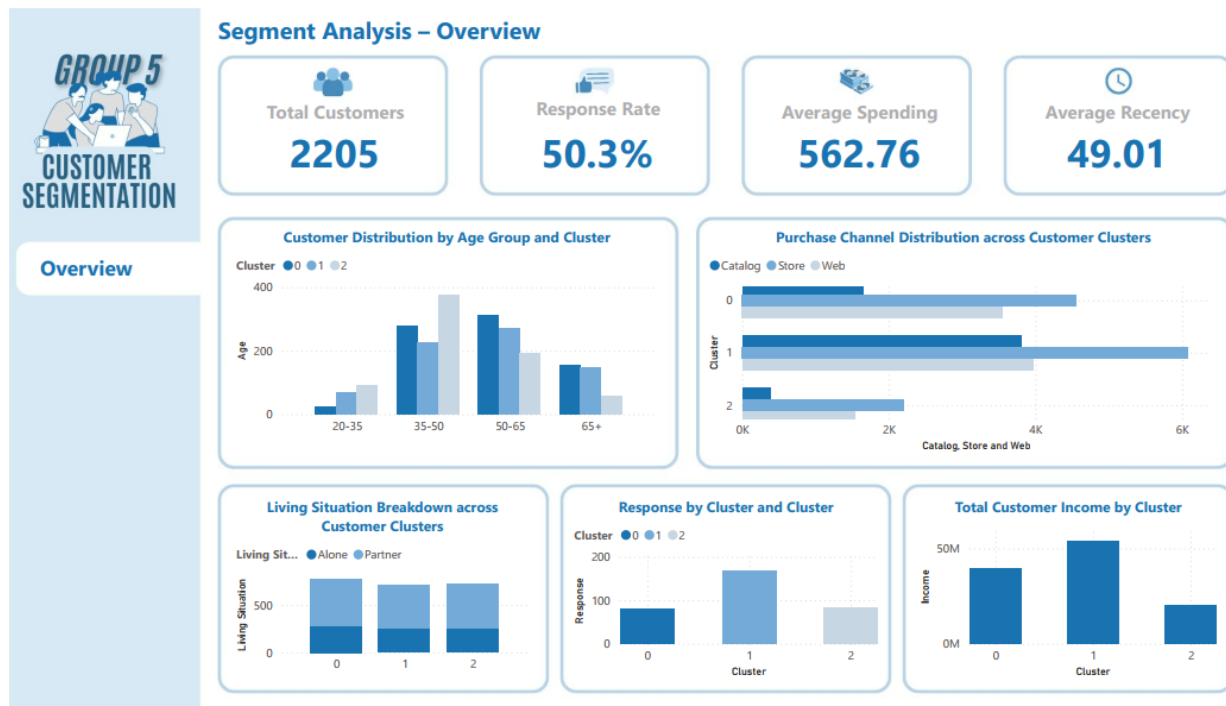 GROUP 5
CUSTOMER
SEGMENTATION
Overview
Segment Analysis – Overview
Total Customers
2205
Response Rate
50.3%
Average Spending
562.76
Average Recency
49.01
Customer Distribution by Age Group and Cluster
Cluster 0 1 2
Age
400
200
0
20-35 35-50 50-65 65+
Purchase Channel Distribution across Customer Clusters
Catalog Store Web
Cluster
0
1
2
0K 2K 4K 6K
Catalog, Store and Web
Living Situation Breakdown across
Customer Clusters
Living Sit... Alone Partner
Living Situation
500
0
0 1 2
Response by Cluster and Cluster
Cluster 0 1 2
Response
200
100
0
0 1 2
Cluster
Total Customer Income by Cluster
Income
50M
0M
0 1 2
Cluster